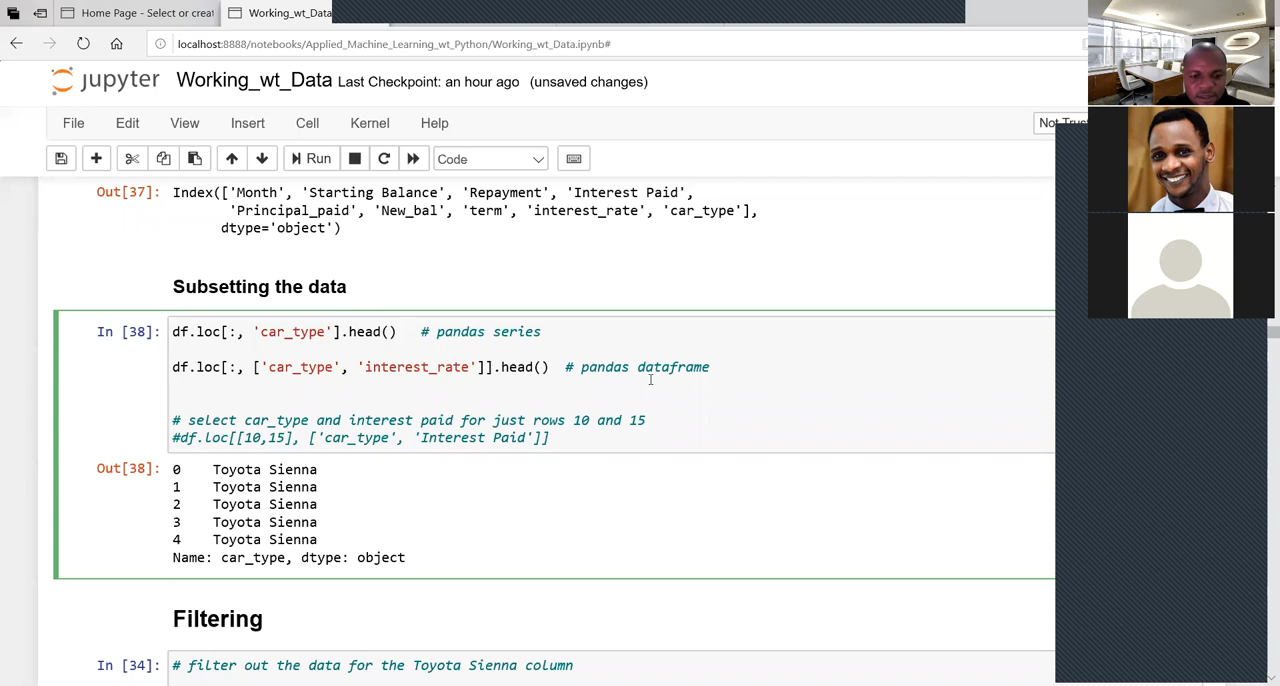 Home Page - Select or creat
Working_wt_Data
localhost:8888/notebooks/Applied_Machine_Learning_wt_Python/Working_wt_Data.ipynb#
jupyter Working_wt_Data Last Checkpoint: an hour ago (unsaved changes)
File Edit View Insert Cell Kernel Help
Not Trus
Run Code
Out[37]: Index(['Month', 'Starting Balance', 'Repayment', 'Interest Paid',
'Principal_paid', 'New_bal', 'term', 'interest_rate', 'car_type'],
dtype='object')
Subsetting the data
In [38]: df.loc[:, 'car_type'].head() # pandas series
df.loc[:, ['car_type', 'interest_rate']].head() # pandas dataframe
# select car_type and interest paid for just rows 10 and 15
#df.loc[[10,15], ['car_type', 'Interest Paid']]
Out[38]: 0 Toyota Sienna
1 Toyota Sienna
2 Toyota Sienna
3 Toyota Sienna
4 Toyota Sienna
Name: car_type, dtype: object
Filtering
In [34]: # filter out the data for the Toyota Sienna column